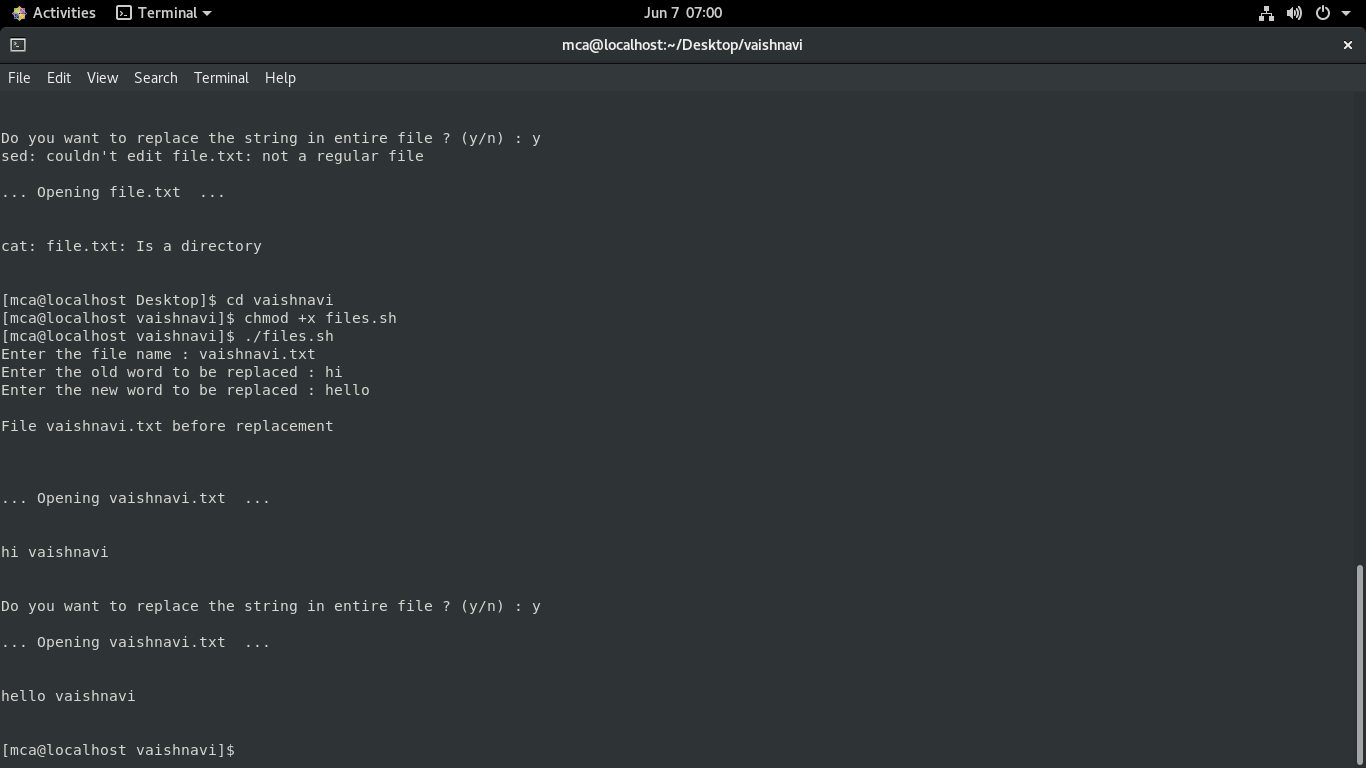 Activities Terminal Jun 7 07:00
mca@localhost:~/Desktop/vaishnavi ×
File Edit View Search Terminal Help
Do you want to replace the string in entire file ? (y/n) : y
sed: couldn't edit file.txt: not a regular file
... Opening file.txt  ...
cat: file.txt: Is a directory
[mca@localhost Desktop]$ cd vaishnavi
[mca@localhost vaishnavi]$ chmod +x files.sh
[mca@localhost vaishnavi]$ ./files.sh
Enter the file name : vaishnavi.txt
Enter the old word to be replaced : hi
Enter the new word to be replaced : hello
File vaishnavi.txt before replacement
... Opening vaishnavi.txt  ...
hi vaishnavi
Do you want to replace the string in entire file ? (y/n) : y
... Opening vaishnavi.txt  ...
hello vaishnavi
[mca@localhost vaishnavi]$